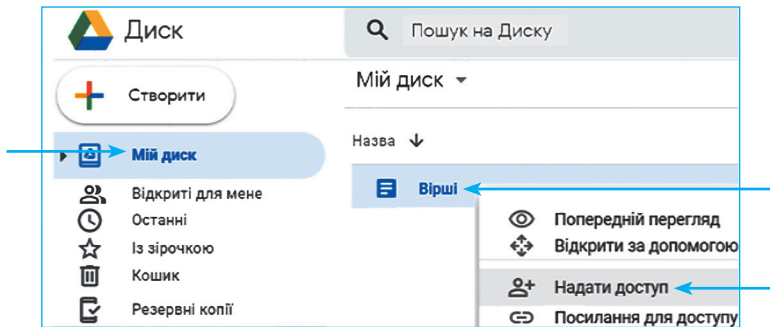 Диск
Пошук на Диску
Створити
Мій диск
Відкриті для мене
Останні
Із зірочкою
Кошик
Резервні копії
Мій диск
Назва
Вірші
Попередній перегляд
Відкрити за допомогою
Надати доступ
Посилання для доступу